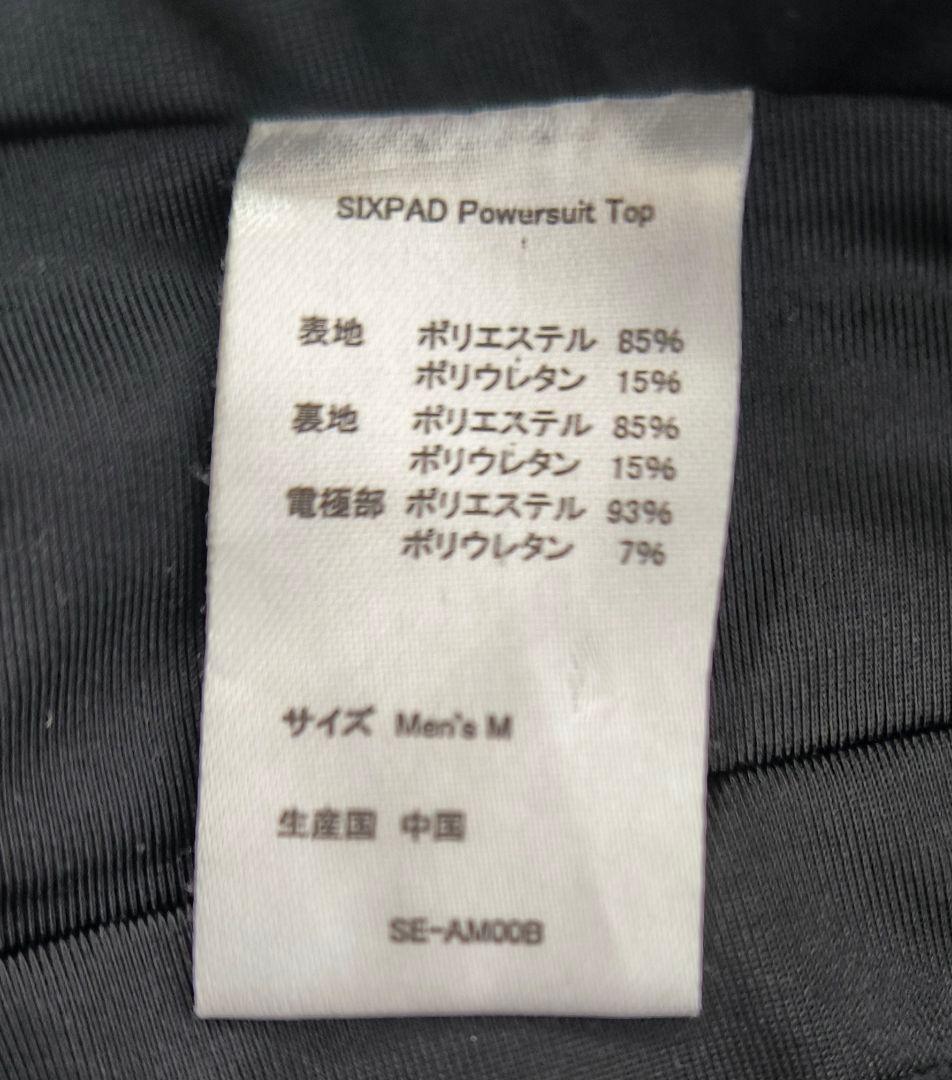 SIXPAD Powersuit Top
表地 ポリエステル 85%
ポリウレタン 15%
裏地 ポリエステル 85%
ポリウレタン 15%
電極部 ポリエステル 93%
ポリウレタン 7%
サイズ Men's M
生産国 中国
SE-AM00B